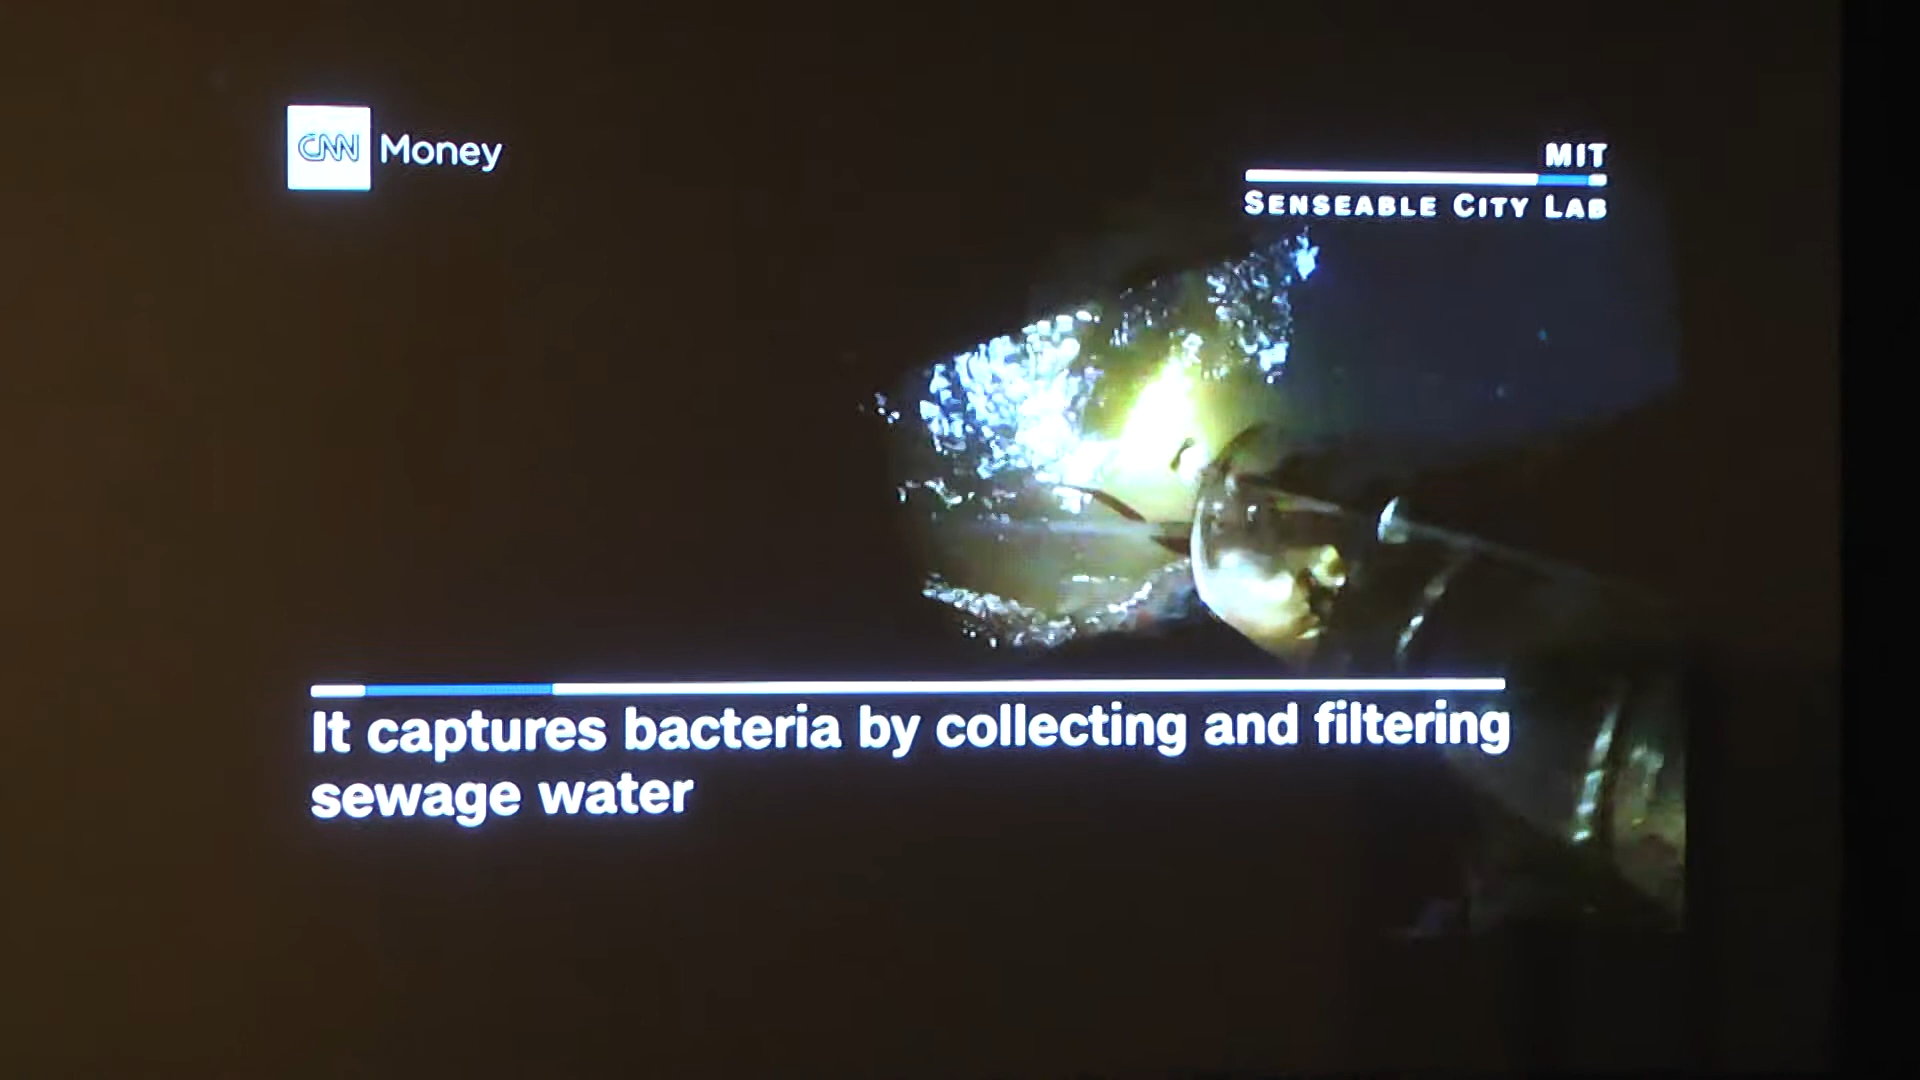 CNN Money
MIT
SENSEABLE CITY LAB
It captures bacteria by collecting and filtering
sewage water